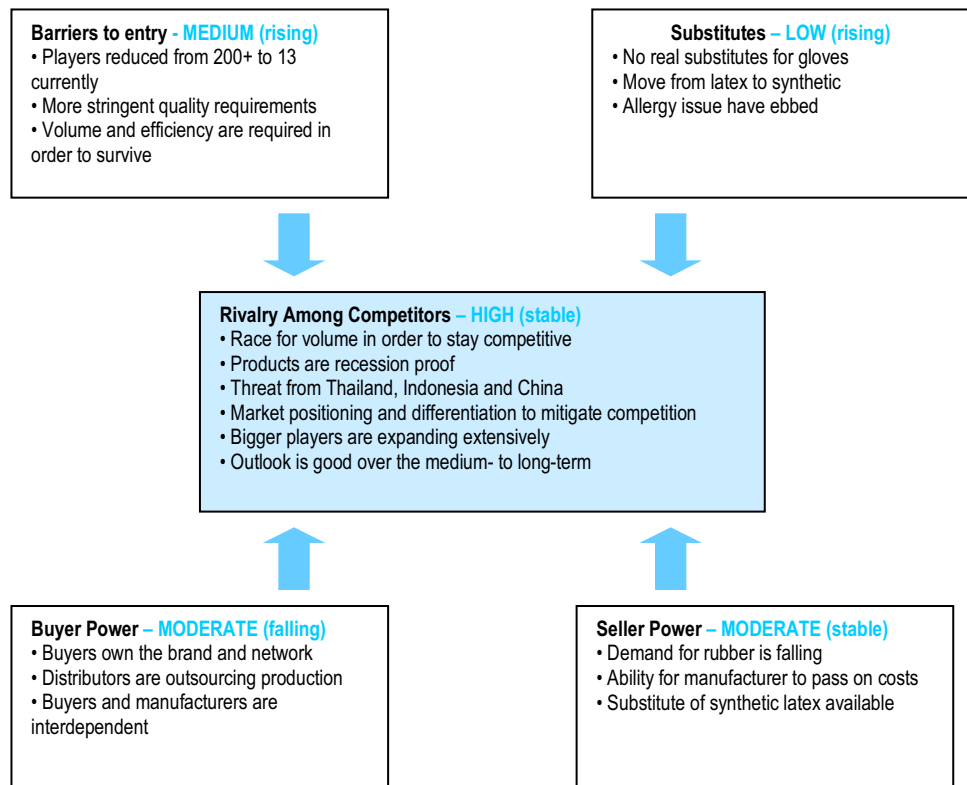 Barriers to entry - MEDIUM (rising)
• Players reduced from 200+ to 13
currently
• More stringent quality requirements
• Volume and efficiency are required in
order to survive
Substitutes – LOW (rising)
• No real substitutes for gloves
• Move from latex to synthetic
• Allergy issue have ebbed
Rivalry Among Competitors – HIGH (stable)
• Race for volume in order to stay competitive
• Products are recession proof
• Threat from Thailand, Indonesia and China
• Market positioning and differentiation to mitigate competition
• Bigger players are expanding extensively
• Outlook is good over the medium- to long-term
Buyer Power – MODERATE (falling)
• Buyers own the brand and network
• Distributors are outsourcing production
• Buyers and manufacturers are
interdependent
Seller Power – MODERATE (stable)
• Demand for rubber is falling
• Ability for manufacturer to pass on costs
• Substitute of synthetic latex available